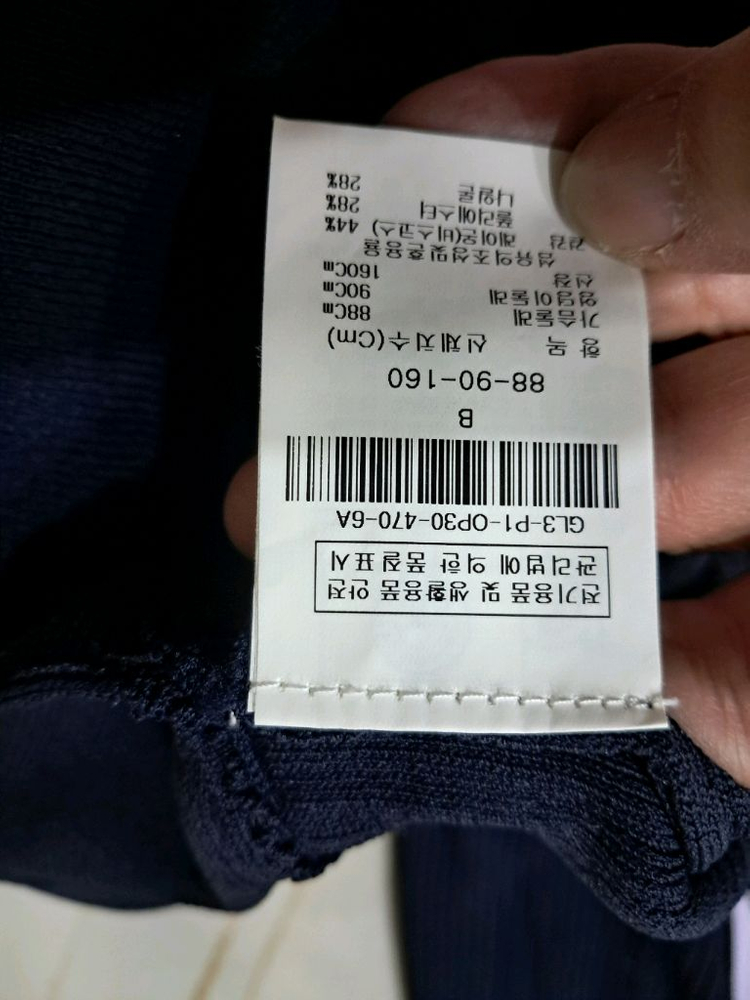 전기용품 및 생활용품 안전
관리법에 의한 품질표시
GL3-P1-OP30-470-6A
B
88-90-160
항 목 신체치수(Cm)
가슴둘레 88Cm
엉덩이둘레 90Cm
신장 160Cm
섬유의조성및혼용율
겉감 레이온(비스코스) 44%
폴리에스터 28%
나일론 28%